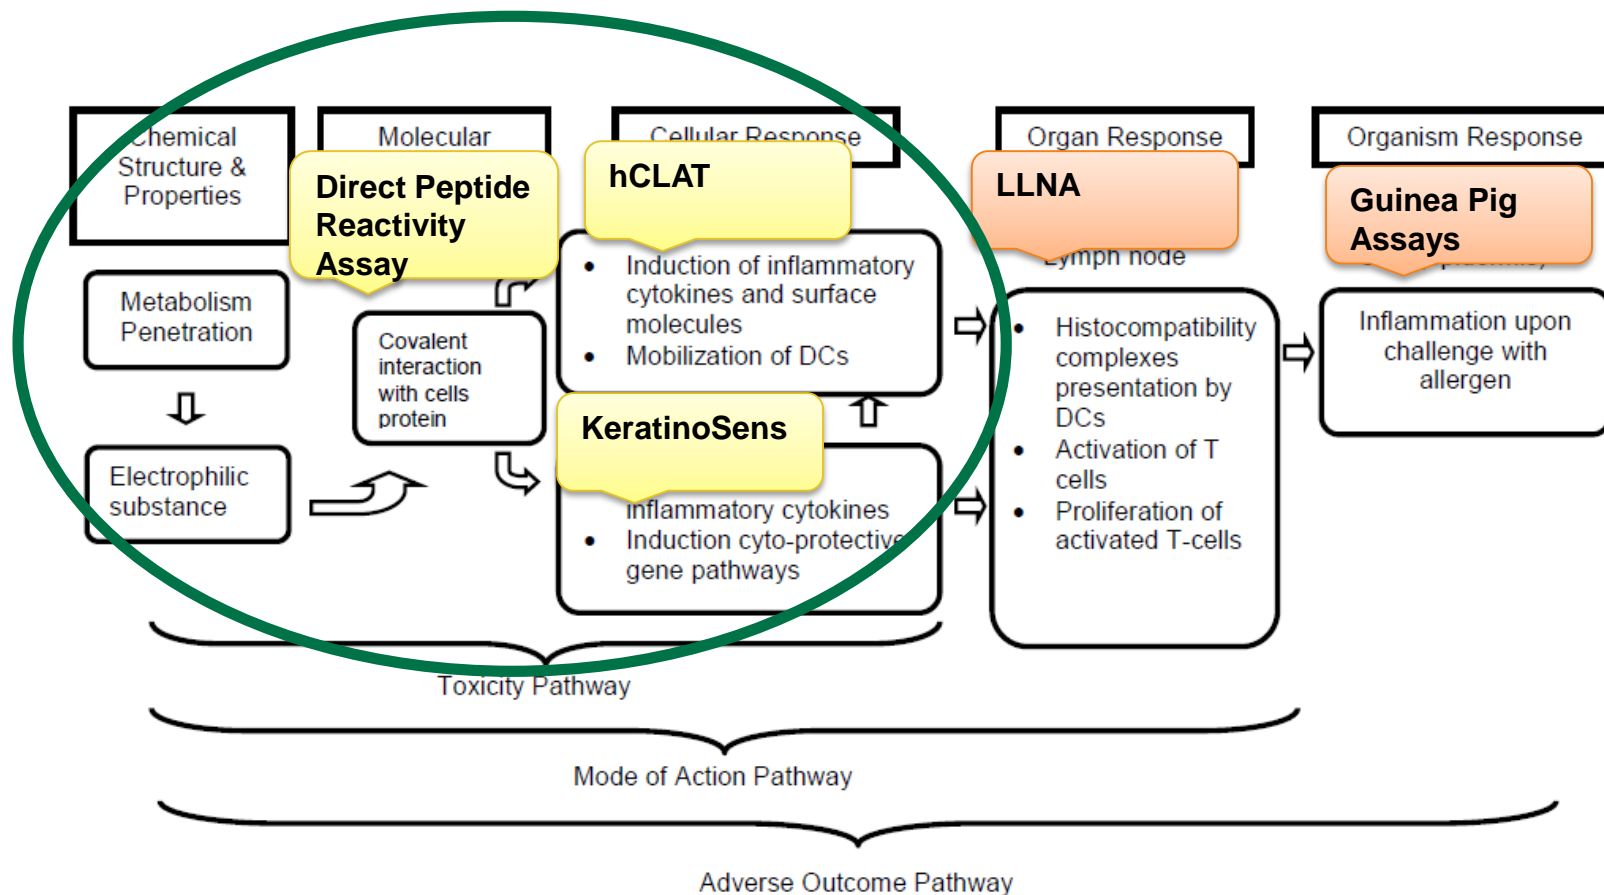 Chemical
Structure &
Properties
Molecular
Cellular Response
Organ Response
Organism Response
Direct Peptide
Reactivity
Assay
hCLAT
LLNA
Guinea Pig
Assays
Lymph node
Metabolism
Penetration
Electrophilic
substance
Covalent
interaction
with cells
protein
• Induction of inflammatory
cytokines and surface
molecules
• Mobilization of DCs
KeratinoSens
inflammatory cytokines
• Induction cyto-protective
gene pathways
• Histocompatibility
complexes
presentation by
DCs
• Activation of T
cells
• Proliferation of
activated T-cells
Inflammation upon
challenge with
allergen
Toxicity Pathway
Mode of Action Pathway
Adverse Outcome Pathway